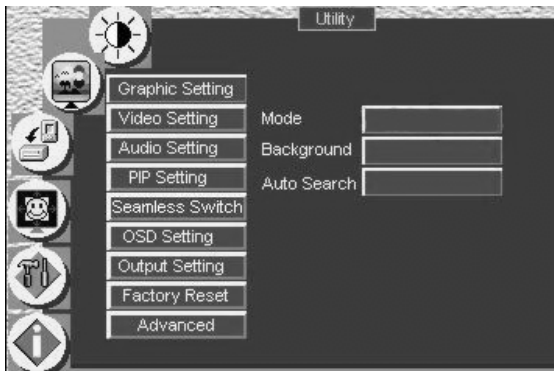 Utility
Graphic Setting
Video Setting
Audio Setting
PIP Setting
Seamless Switch
OSD Setting
Output Setting
Factory Reset
Advanced
Mode
Background
Auto Search